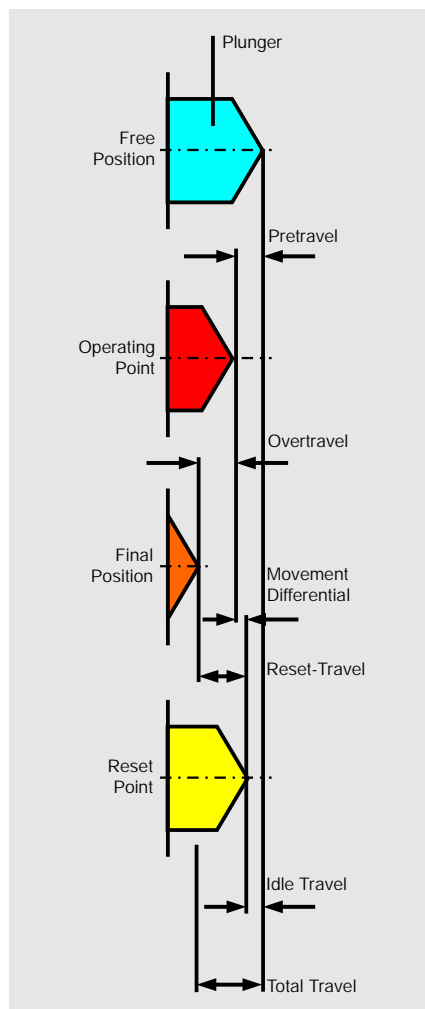 Plunger
Free
Position
Pretravel
Operating
Point
Overtravel
Final
Position
Movement
Differential
Reset-Travel
Reset
Point
Idle Travel
Total Travel